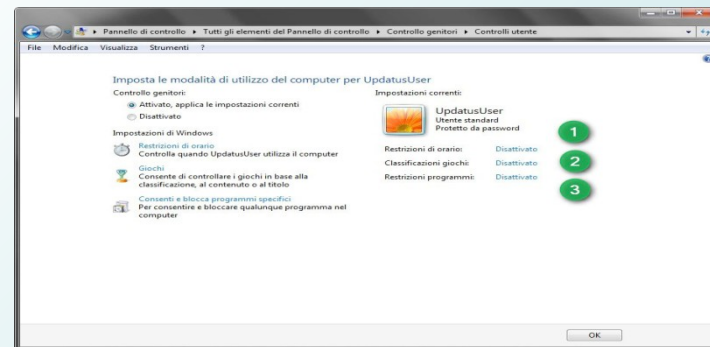 Pannello di controllo ▸ Tutti gli elementi del Pannello di controllo ▸ Controllo genitori ▸ Controlli utente
File Modifica Visualizza Strumenti ?
Imposta le modalità di utilizzo del computer per UpdatusUser
Controllo genitori:
Attivato, applica le impostazioni correnti
Disattivato
Impostazioni di Windows
Restrizioni di orario
Controlla quando UpdatusUser utilizza il computer
Giochi
Consente di controllare i giochi in base alla
classificazione, al contenuto o al titolo
Consenti e blocca programmi specifici
Per consentire e bloccare qualunque programma nel
computer
Impostazioni correnti:
UpdatusUser
Utente standard
Protetto da password
1
Restrizioni di orario: Disattivato
2
Classificazioni giochi: Disattivato
Restrizioni programmi: Disattivato
3
OK